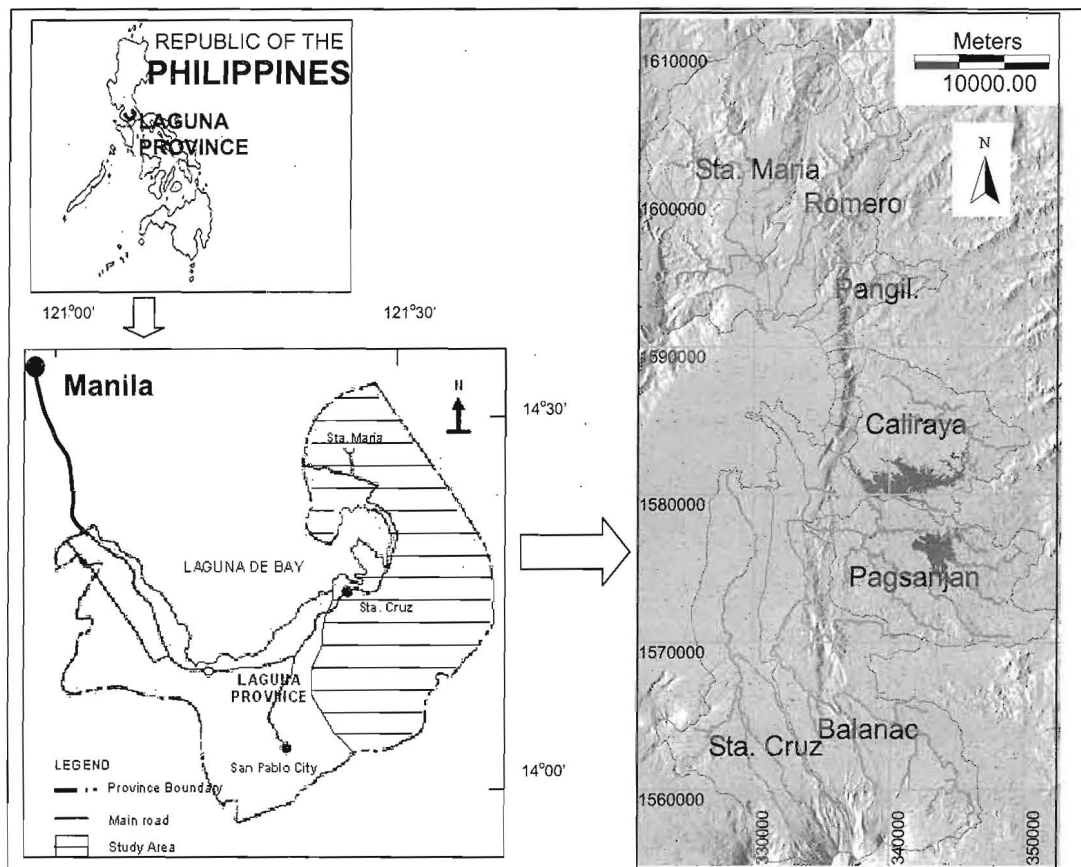 REPUBLIC OF THE
PHILIPPINES
LAGUNA
PROVINCE
121°00'
121°30'
Manila
N
14°30'
Sta. Maria
LAGUNA DE BAY
Sta. Cruz
LAGUNA
PROVINCE
San Pablo City
14°00'
LEGEND
Province Boundary
Main road
Study Area
Meters
10000.00
N
1610000
Sta. Maria
1600000
Romero
Pangil.
1590000
Caliraya
1580000
Pagsanjan
1570000
Balanac
Sta. Cruz
1560000
330000
340000
350000